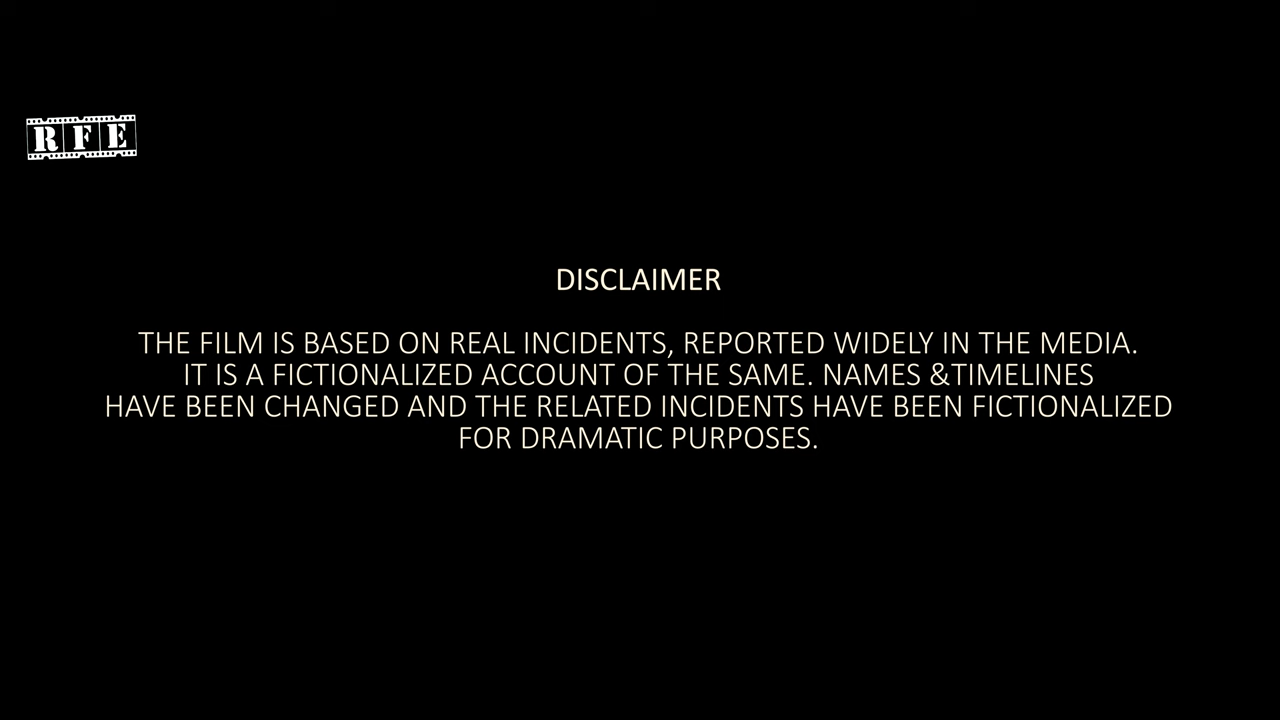 RFE
DISCLAIMER
THE FILM IS BASED ON REAL INCIDENTS, REPORTED WIDELY IN THE MEDIA.
IT IS A FICTIONALIZED ACCOUNT OF THE SAME. NAMES &TIMELINES
HAVE BEEN CHANGED AND THE RELATED INCIDENTS HAVE BEEN FICTIONALIZED
FOR DRAMATIC PURPOSES.